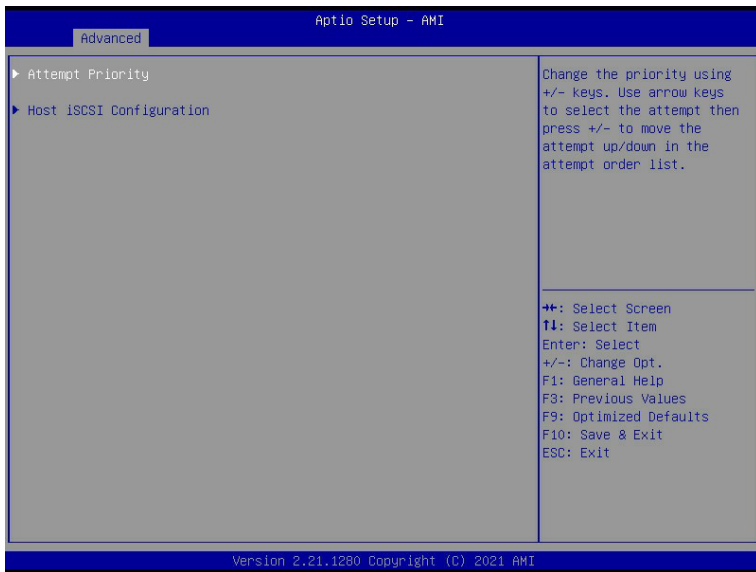 Aptio Setup – AMI
Advanced
▶ Attempt Priority
▶ Host iSCSI Configuration
Change the priority using
+/– keys. Use arrow keys
to select the attempt then
press +/– to move the
attempt up/down in the
attempt order list.
→←: Select Screen
↑↓: Select Item
Enter: Select
+/–: Change Opt.
F1: General Help
F3: Previous Values
F9: Optimized Defaults
F10: Save & Exit
ESC: Exit
Version 2.21.1280 Copyright (C) 2021 AMI